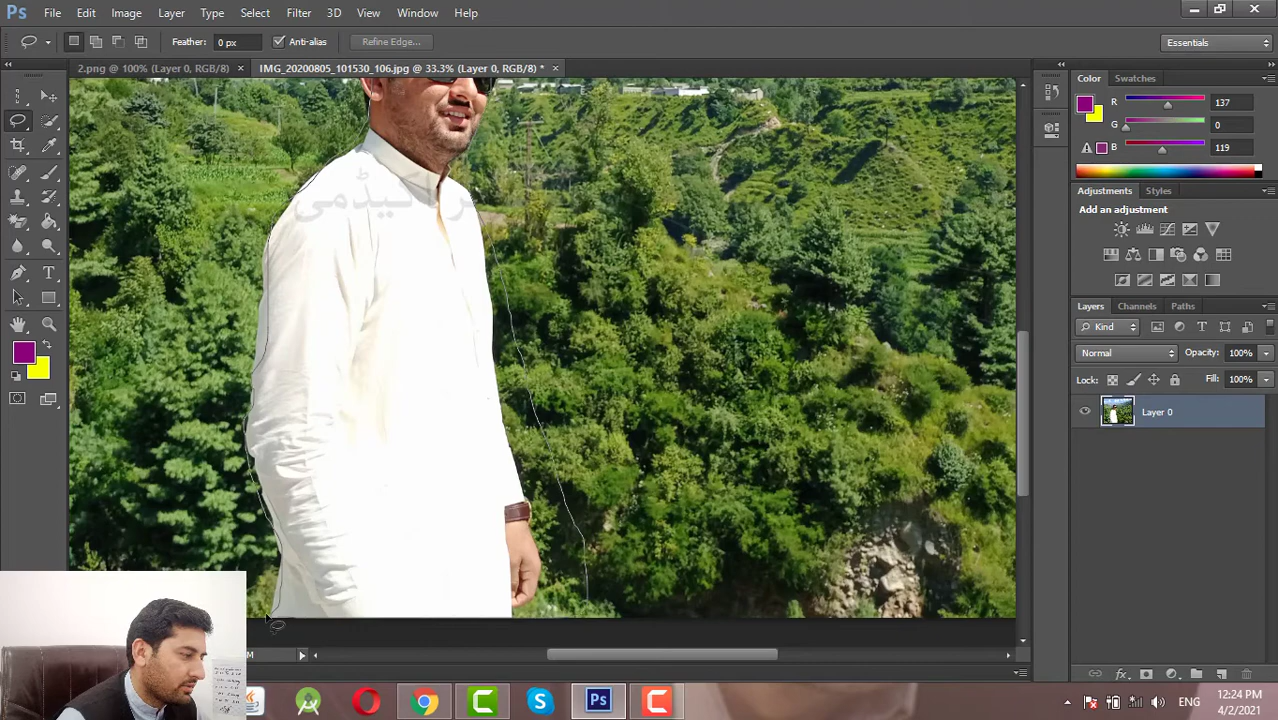 Ps File Edit Image Layer Type Select Filter 3D View Window Help
Feather: 0 px Anti-alias Refine Edge... Essentials
2.png @ 100% (Layer 0, RGB/8) × IMG_20200805_101530_106.jpg @ 33.3% (Layer 0, RGB/8) * ×
Color Swatches
R 137
G 0
B 119
Adjustments Styles
Add an adjustment
Layers Channels Paths
Kind
Normal Opacity: 100%
Lock: Fill: 100%
Layer 0
اکیڈمی
M
Ps
ENG
12:24 PM
4/2/2021